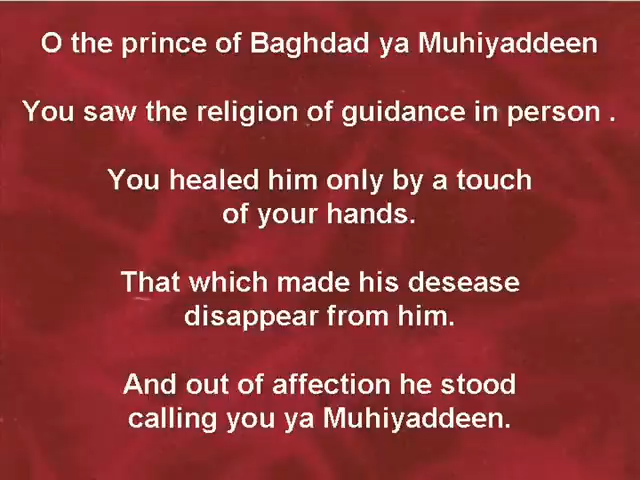 O the prince of Baghdad ya Muhiyaddeen
You saw the religion of guidance in person .
You healed him only by a touch
of your hands.
That which made his desease
disappear from him.
And out of affection he stood
calling you ya Muhiyaddeen.